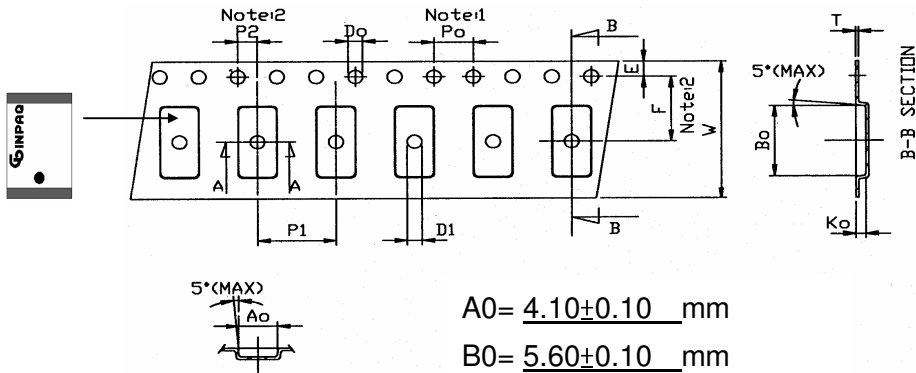 Note:2
Note:1
P2
Do
Po
B
T
E
5°(MAX)
F
Note:2
W
Bo
B-B SECTION
INPAQ
A
A
P1
D1
B
Ko
5°(MAX)
Ao
A0= 4.10±0.10 mm
B0= 5.60±0.10 mm